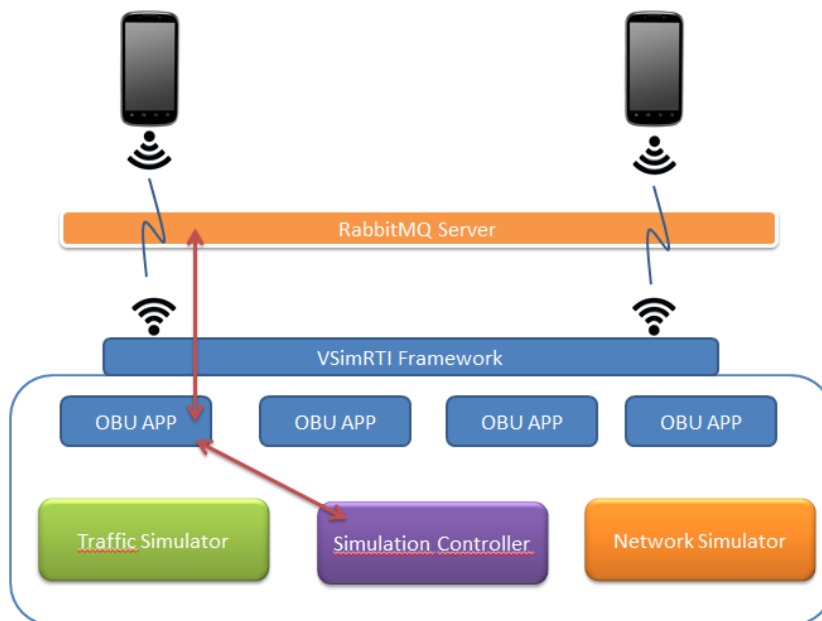 RabbitMQ Server
VSimRTI Framework
OBU APP
OBU APP
OBU APP
OBU APP
Traffic Simulator
Simulation Controller
Network Simulator